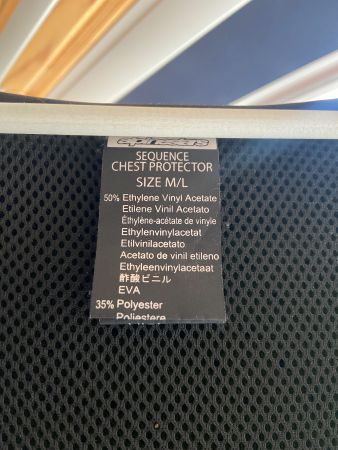 SEQUENCE
CHEST PROTECTOR
SIZE M/L
50% Ethylene Vinyl Acetate
Etilene Vinil Acetato
Éthylène-acétate de vinyle
Ethylenvinylacetat
Etilvinilacetato
Acetato de vinil etileno
Ethyleenvinylacetaat
酢酸ビニル
EVA
35% Polyester
Poliestere